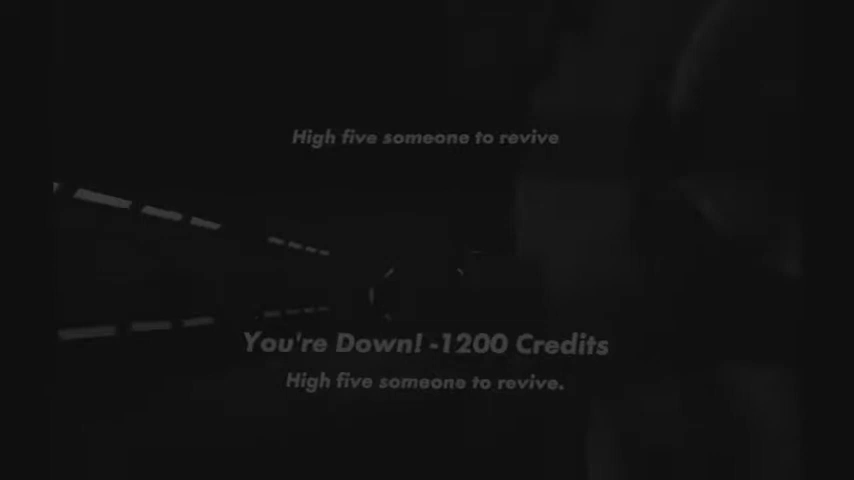 High five someone to revive
You're Down! -1200 Credits
High five someone to revive.